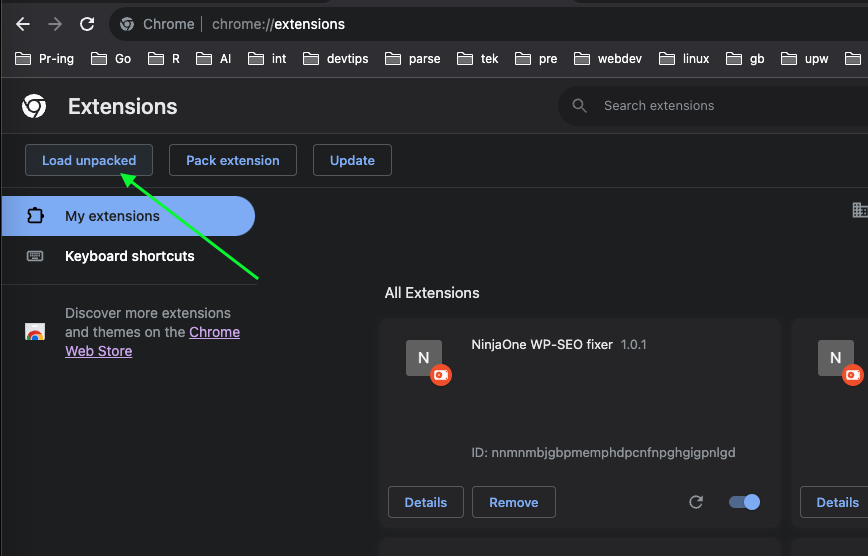 Chrome | chrome://extensions
Pr-ing Go R AI int devtips parse tek pre webdev linux gb upw
Extensions
Search extensions
Load unpacked Pack extension Update
My extensions
Keyboard shortcuts
Discover more extensions
and themes on the Chrome
Web Store
All Extensions
N
NinjaOne WP-SEO fixer 1.0.1
ID: nnmnmbjgbpmemphdpcnfnpghgigpnlgd
Details Remove
N
Details